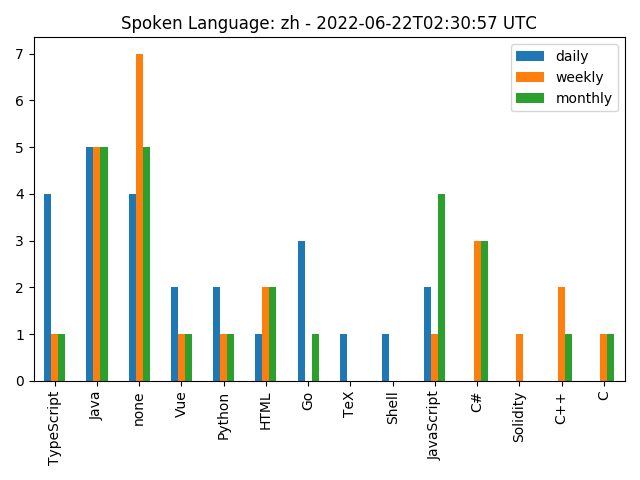 Spoken Language: zh - 2022-06-22T02:30:57 UTC
daily
weekly
monthly
7
6
5
4
3
2
1
0
TypeScript
Java
none
Vue
Python
HTML
Go
TeX
Shell
JavaScript
C#
Solidity
C++
C